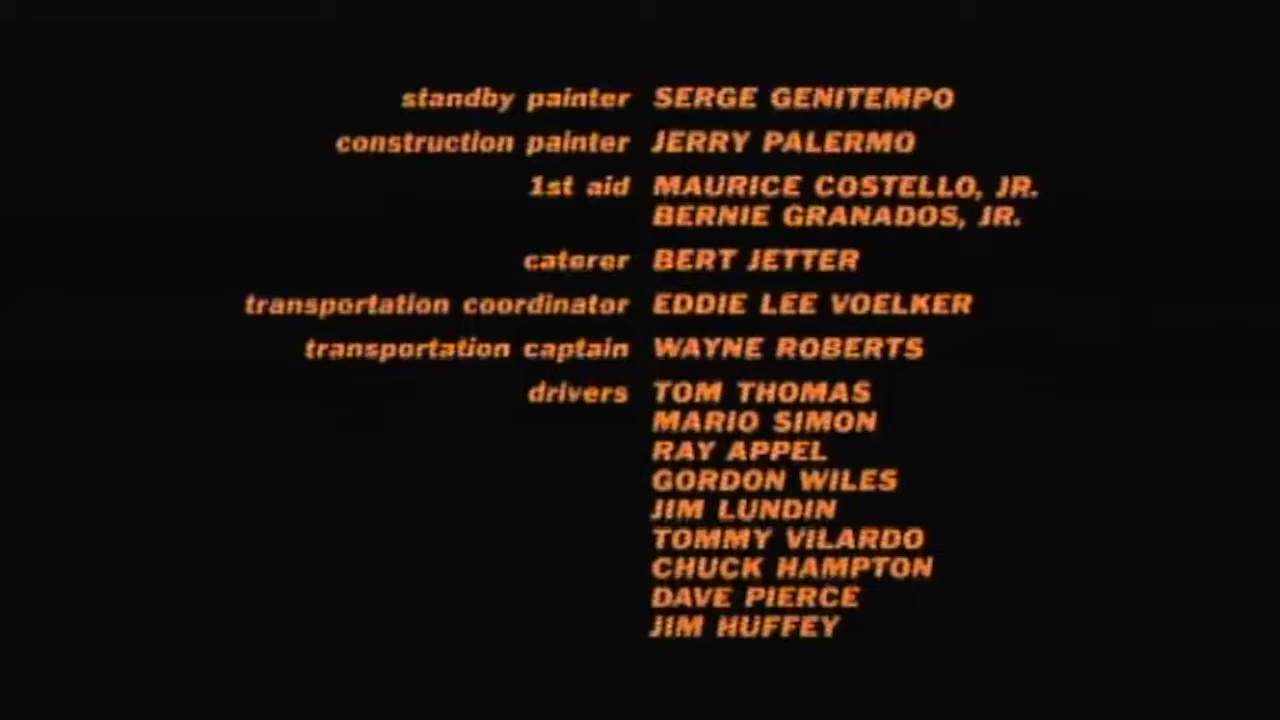 standby painter SERGE GENITEMPO
construction painter JERRY PALERMO
1st aid MAURICE COSTELLO, JR.
BERNIE GRANADOS, JR.
caterer BERT JETTER
transportation coordinator EDDIE LEE VOELKER
transportation captain WAYNE ROBERTS
drivers TOM THOMAS
MARIO SIMON
RAY APPEL
GORDON WILES
JIM LUNDIN
TOMMY VILARDO
CHUCK HAMPTON
DAVE PIERCE
JIM HUFFEY